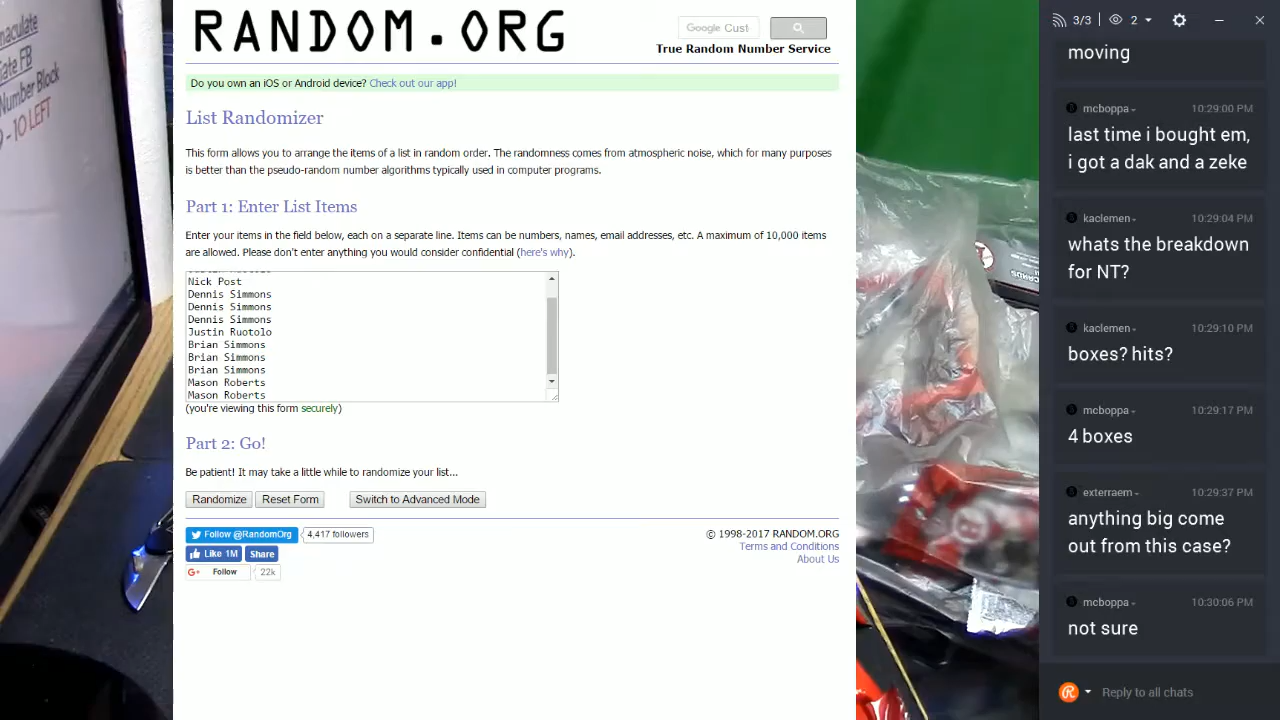 maculate
Gate FB
Number Block
- 10 LEFT
RANDOM.ORG
Google Cust
True Random Number Service
Do you own an iOS or Android device? Check out our app!
List Randomizer
This form allows you to arrange the items of a list in random order. The randomness comes from atmospheric noise, which for many purposes
is better than the pseudo-random number algorithms typically used in computer programs.
Part 1: Enter List Items
Enter your items in the field below, each on a separate line. Items can be numbers, names, email addresses, etc. A maximum of 10,000 items
are allowed. Please don't enter anything you would consider confidential (here's why).
Nick Post
Dennis Simmons
Dennis Simmons
Dennis Simmons
Justin Ruotolo
Brian Simmons
Brian Simmons
Brian Simmons
Mason Roberts
Mason Roberts
(you're viewing this form securely)
Part 2: Go!
Be patient! It may take a little while to randomize your list...
Randomize
Reset Form
Switch to Advanced Mode
Follow @RandomOrg
4,417 followers
Like 1M
Share
G+ Follow
22k
© 1998-2017 RANDOM.ORG
Terms and Conditions
About Us
3/3
2
moving
mcboppa
10:29:00 PM
last time i bought em,
i got a dak and a zeke
kaclemen
10:29:04 PM
whats the breakdown
for NT?
kaclemen
10:29:10 PM
boxes? hits?
mcboppa
10:29:17 PM
4 boxes
exterraem
10:29:37 PM
anything big come
out from this case?
mcboppa
10:30:06 PM
not sure
Reply to all chats